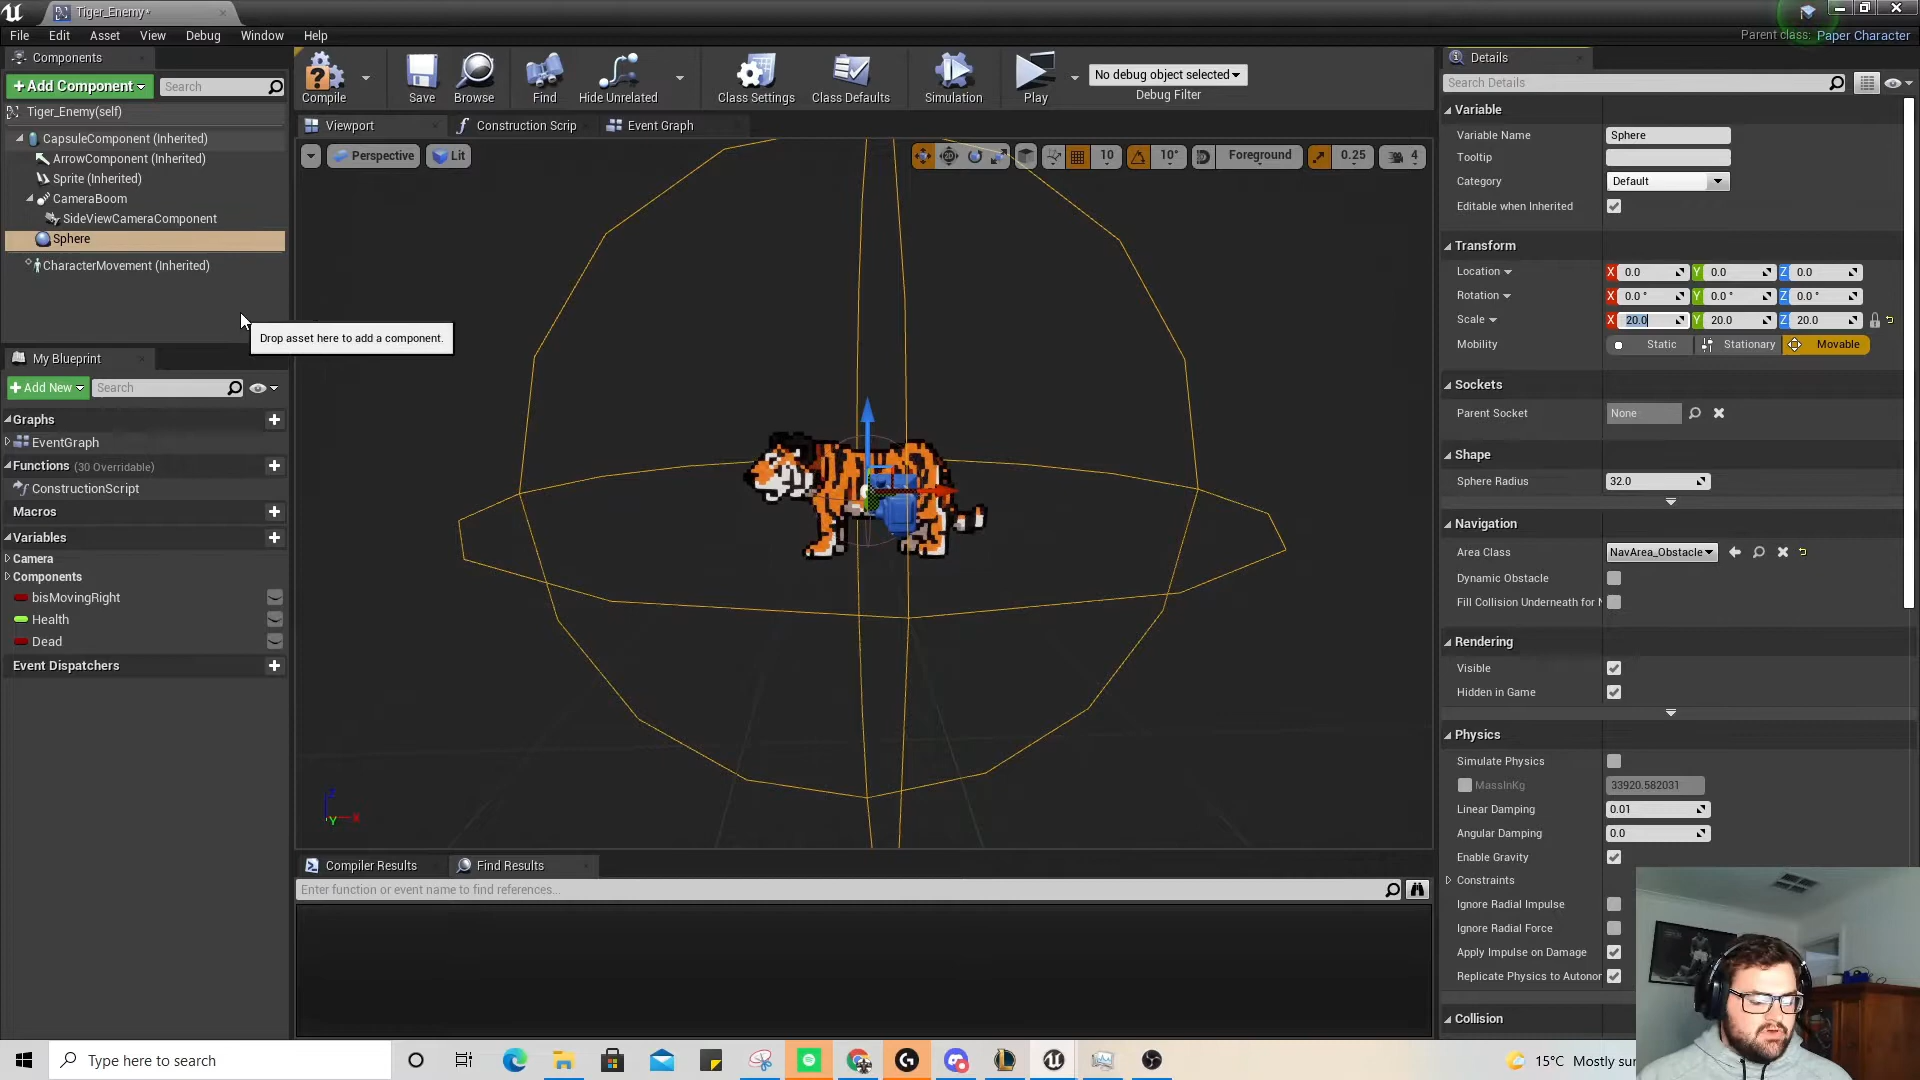 Tiger_Enemy*
File Edit Asset View Debug Window Help
Parent class: Paper Character
Components
+Add Component
Search
Tiger_Enemy(self)
CapsuleComponent (Inherited)
ArrowComponent (Inherited)
Sprite (Inherited)
CameraBoom
SideViewCameraComponent
Sphere
CharacterMovement (Inherited)
Drop asset here to add a component.
My Blueprint
+Add New
Search
Graphs
EventGraph
Functions (30 Overridable)
ConstructionScript
Macros
Variables
Camera
Components
bisMovingRight
Health
Dead
Event Dispatchers
Compile
Save
Browse
Find
Hide Unrelated
Class Settings
Class Defaults
Simulation
Play
No debug object selected
Debug Filter
Viewport
Construction Scrip
Event Graph
Perspective
Lit
10
10°
Foreground
0.25
4
Z
Y
X
Compiler Results
Find Results
Enter function or event name to find references...
Details
Search Details
Variable
Variable Name Sphere
Tooltip
Category Default
Editable when Inherited
Transform
Location X 0.0 Y 0.0 Z 0.0
Rotation X 0.0 ° Y 0.0 ° Z 0.0 °
Scale X 20.0 Y 20.0 Z 20.0
Mobility Static Stationary Movable
Sockets
Parent Socket None
Shape
Sphere Radius 32.0
Navigation
Area Class NavArea_Obstacle
Dynamic Obstacle
Fill Collision Underneath for N
Rendering
Visible
Hidden in Game
Physics
Simulate Physics
MassInKg 33920.582031
Linear Damping 0.01
Angular Damping 0.0
Enable Gravity
Constraints
Ignore Radial Impulse
Ignore Radial Force
Apply Impulse on Damage
Replicate Physics to Autonor
Collision
Type here to search
15°C Mostly sur